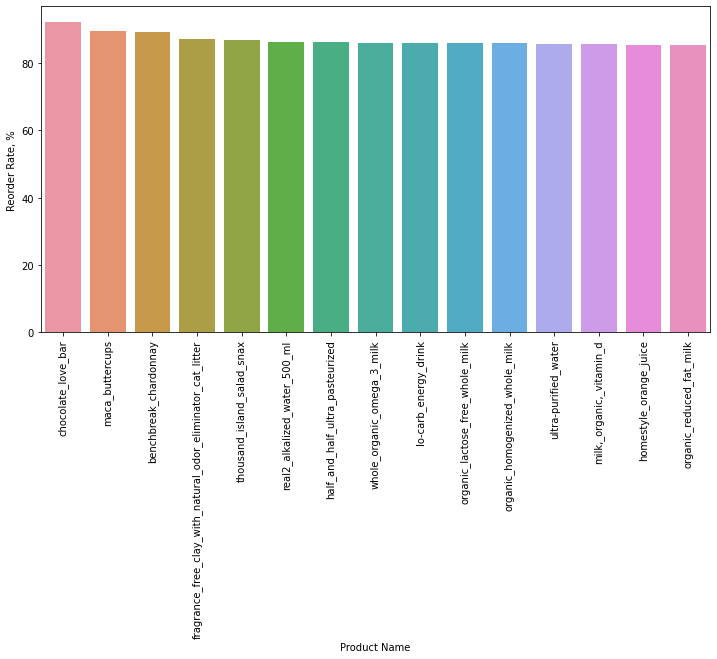 Reorder Rate, %
80
60
40
20
0
chocolate_love_bar
maca_buttercups
benchbreak_chardonnay
fragrance_free_clay_with_natural_odor_eliminator_cat_litter
thousand_island_salad_snax
real2_alkalized_water_500_ml
half_and_half_ultra_pasteurized
whole_organic_omega_3_milk
lo-carb_energy_drink
organic_lactose_free_whole_milk
organic_homogenized_whole_milk
ultra-purified_water
milk,_organic,_vitamin_d
homestyle_orange_juice
organic_reduced_fat_milk
Product Name